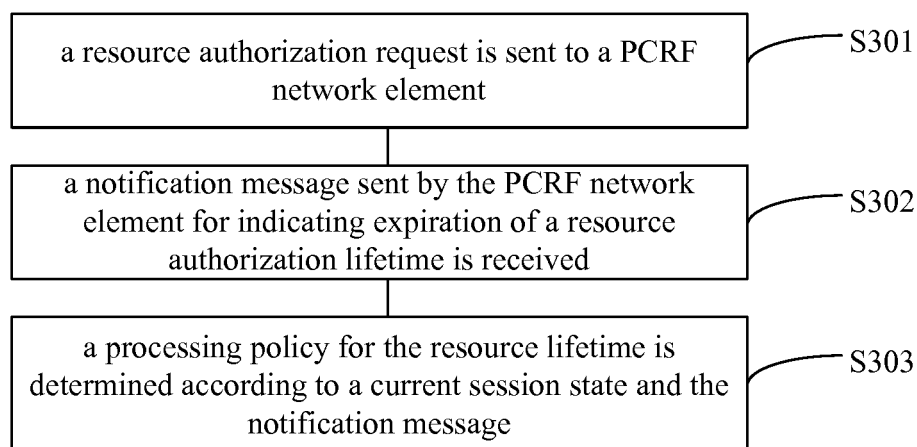 a resource authorization request is sent to a PCRF
network element
S301
a notification message sent by the PCRF network
element for indicating expiration of a resource
authorization lifetime is received
S302
a processing policy for the resource lifetime is
determined according to a current session state and the
notification message
S303